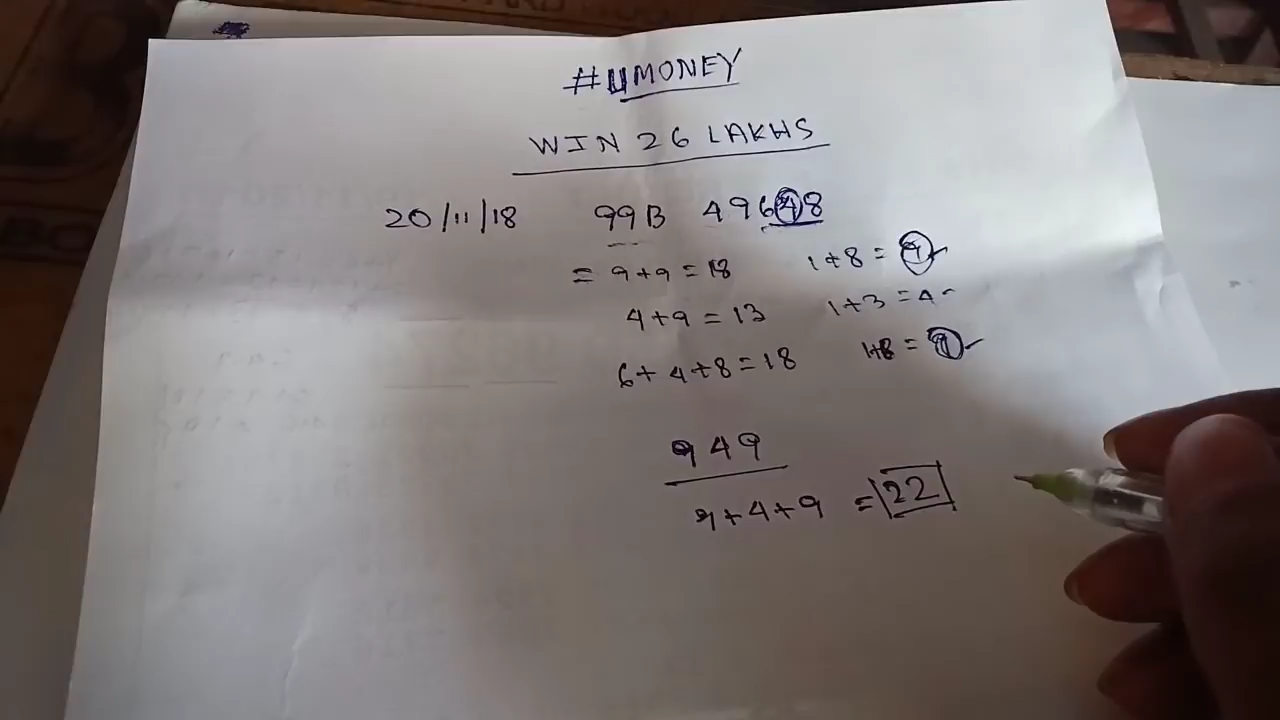 #UMONEY
WIN 26 LAKHS
20/11/18 99B 49648
= 9+9=18 1+8=9
4+9=13 1+3=4
6+4+8=18 1+8=9
949
9+4+9 =22